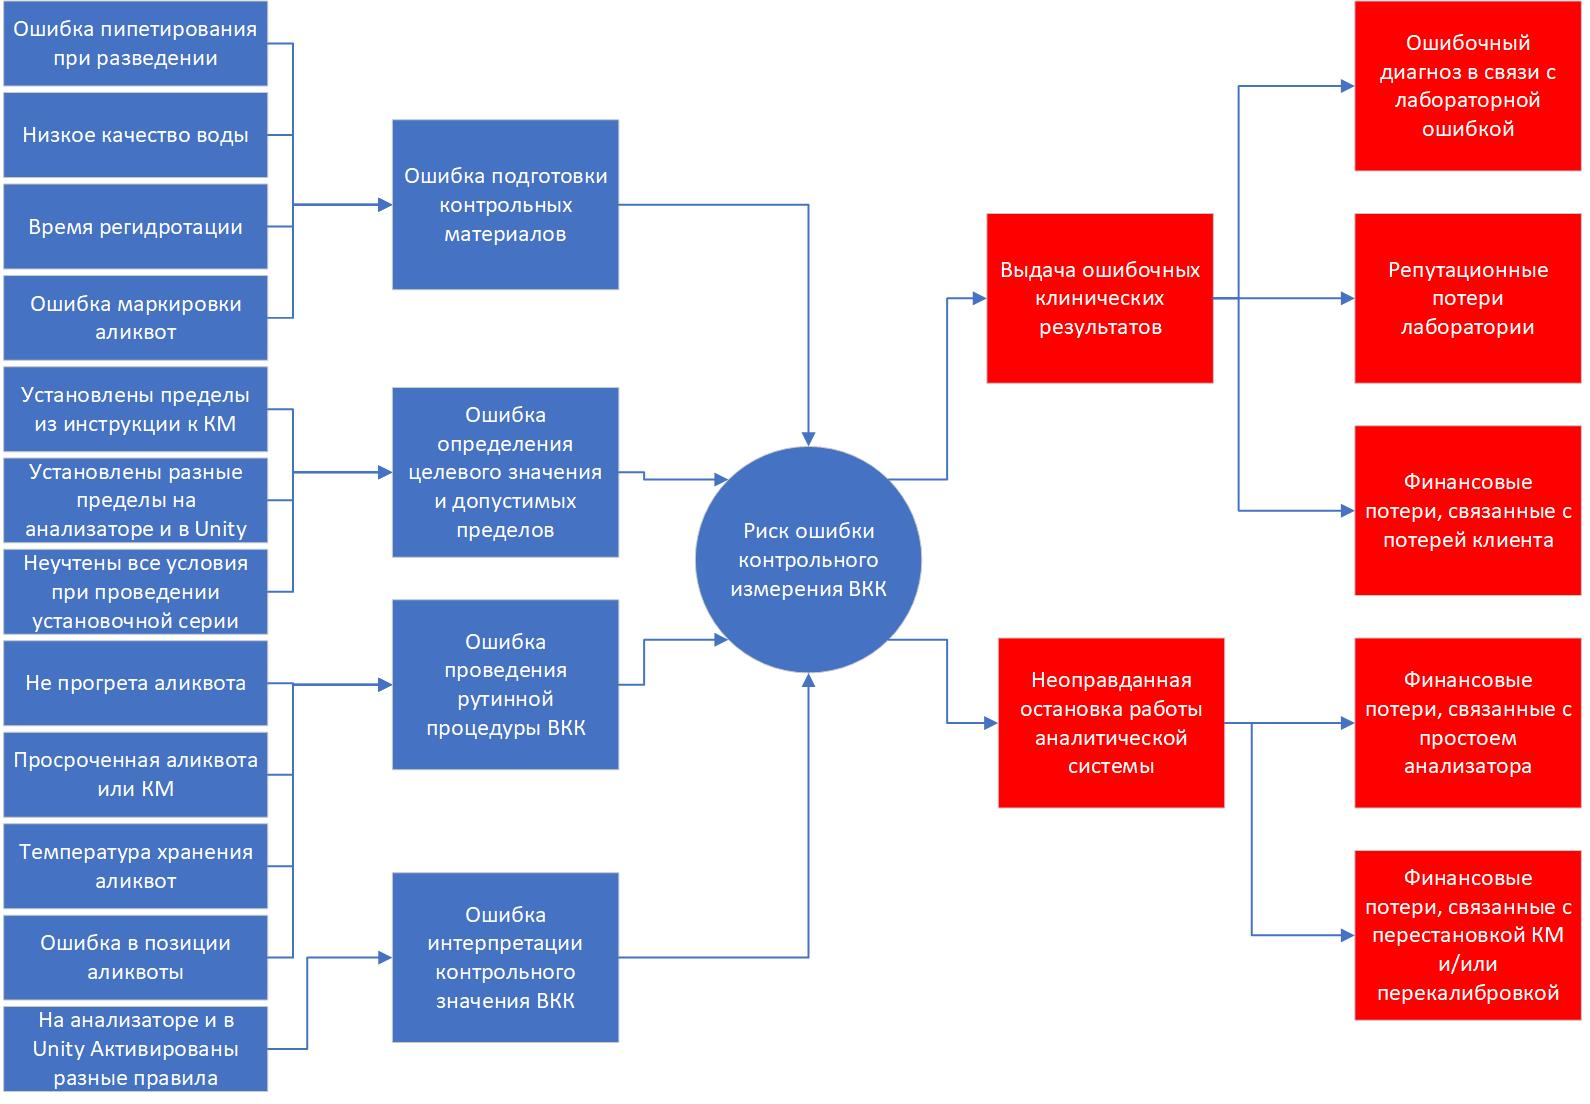 Ошибка пипетирования
при разведении
Низкое качество воды
Время регидротации
Ошибка маркировки
аликвот
Установлены пределы
из инструкции к КМ
Установлены разные
пределы на
анализаторе и в Unity
Неучтены все условия
при проведении
установочной серии
Не прогрета аликвота
Просроченная аликвота
или КМ
Температура хранения
аликвот
Ошибка в позиции
аликвоты
На анализаторе и в
Unity Активированы
разные правила
Ошибка подготовки
контрольных
материалов
Ошибка
определения
целевого значения
и допустимых
пределов
Ошибка
проведения
рутинной
процедуры ВКК
Ошибка
интерпретации
контрольного
значения ВКК
Риск ошибки
контрольного
измерения ВКК
Выдача ошибочных
клинических
результатов
Неоправданная
остановка работы
аналитической
системы
Ошибочный
диагноз в связи с
лабораторной
ошибкой
Репутационные
потери
лаборатории
Финансовые
потери, связанные с
потерей клиента
Финансовые
потери, связанные с
простоем
анализатора
Финансовые
потери, связанные с
перестановкой КМ
и/или
перекалибровкой